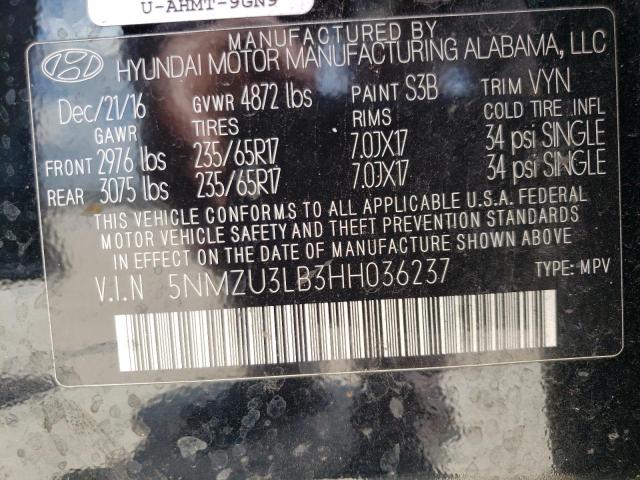 U-AHMT-9GN9
MANUFACTURED BY
HYUNDAI MOTOR MANUFACTURING ALABAMA, LLC
Dec/21/16 GVWR 4872 lbs PAINT S3B TRIM VYN
GAWR TIRES RIMS COLD TIRE INFL
FRONT 2976 lbs 235/65R17 7.0JX17 34 psi SINGLE
REAR 3075 lbs 235/65R17 7.0JX17 34 psi SINGLE
THIS VEHICLE CONFORMS TO ALL APPLICABLE U.S.A. FEDERAL
MOTOR VEHICLE SAFETY AND THEFT PREVENTION STANDARDS
IN EFFECT ON THE DATE OF MANUFACTURE SHOWN ABOVE
V.I.N 5NMZU3LB3HH036237 TYPE: MPV